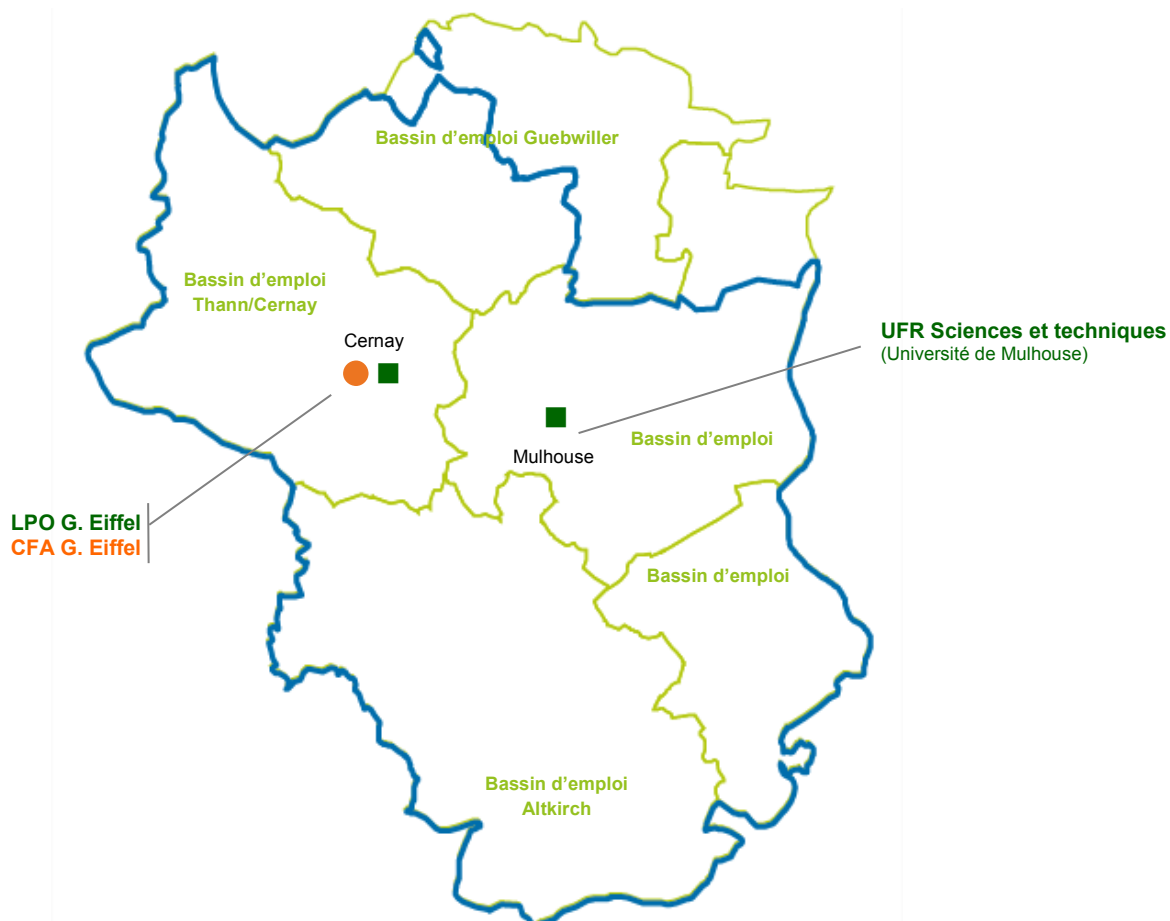 Bassin d'emploi Guebwiller
Bassin d'emploi
Thann/Cernay
Cernay
UFR Sciences et techniques
(Université de Mulhouse)
Bassin d'emploi
Mulhouse
LPO G. Eiffel
CFA G. Eiffel
Bassin d'emploi
Bassin d'emploi
Altkirch